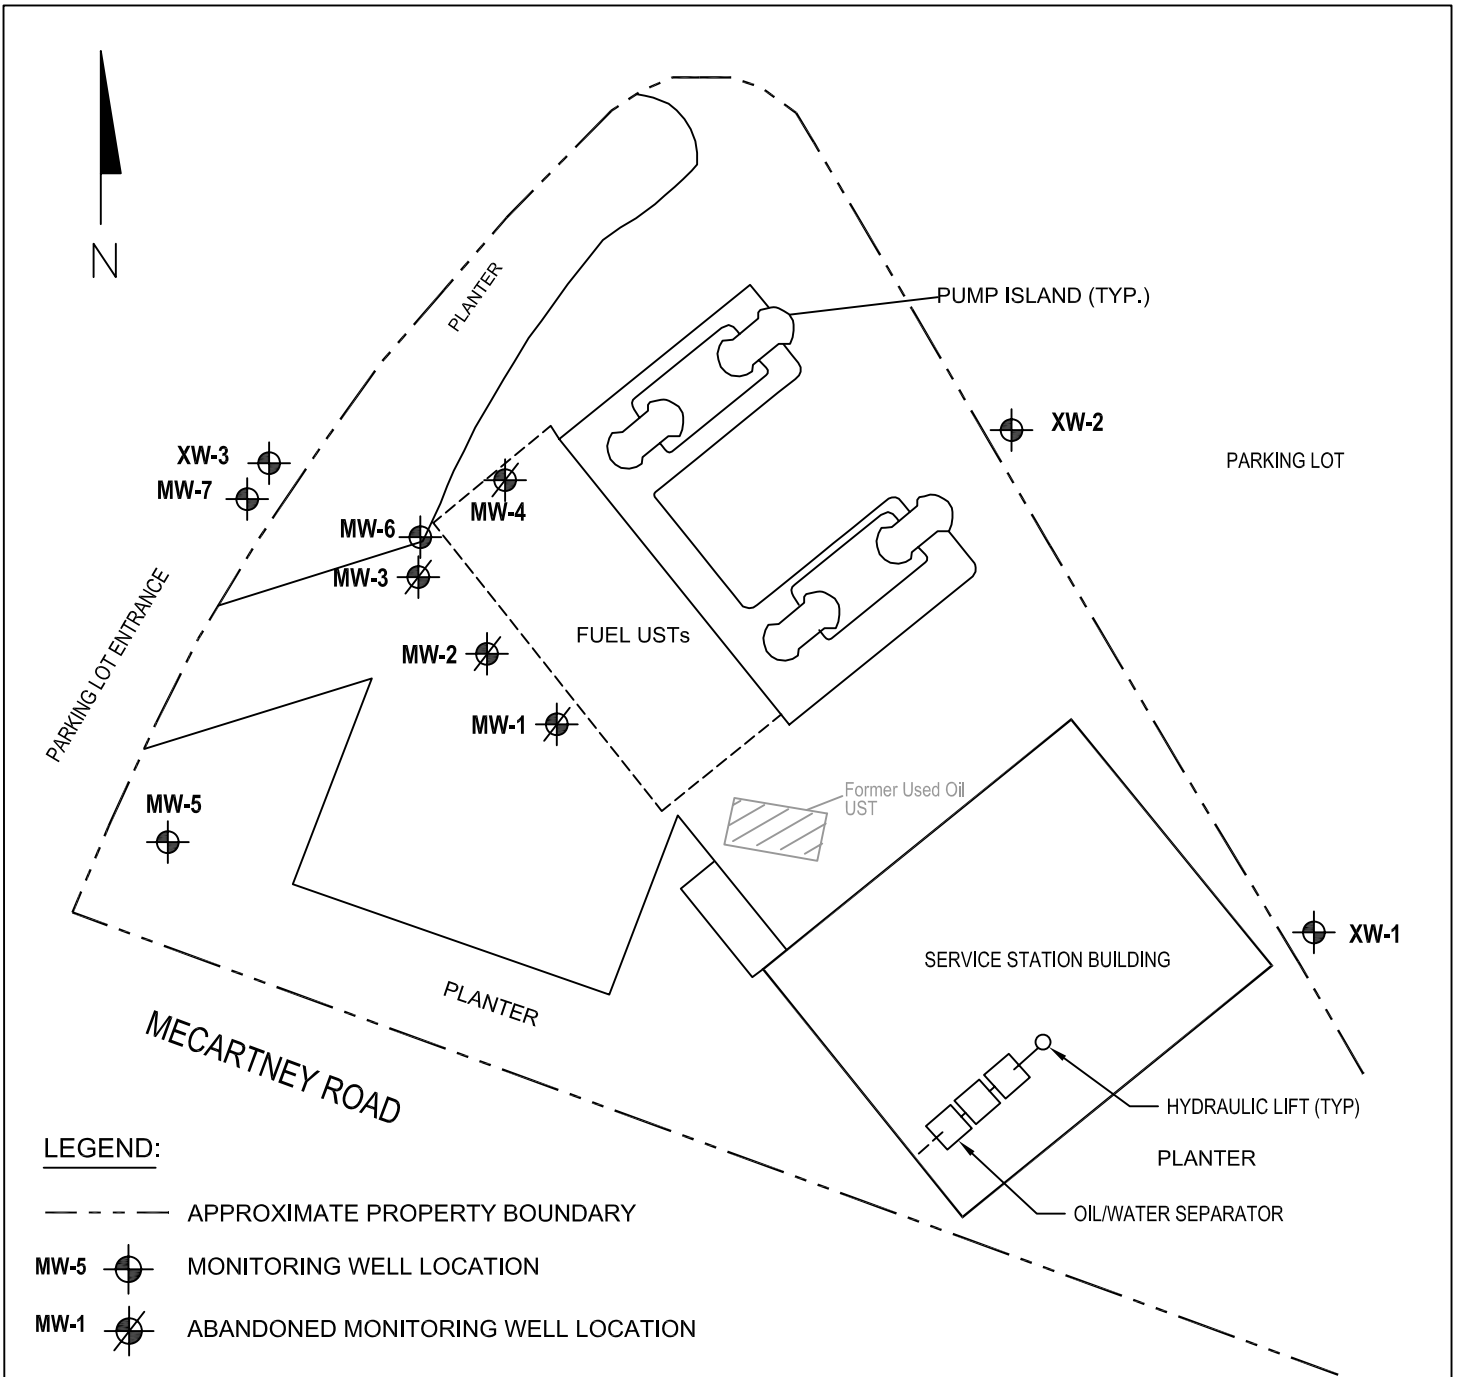 N
PLANTER
PUMP ISLAND (TYP.)
XW-2
PARKING LOT
XW-3
MW-7
MW-4
MW-6
MW-3
PARKING LOT ENTRANCE
FUEL USTs
MW-2
MW-1
MW-5
Former Used Oil
UST
XW-1
SERVICE STATION BUILDING
PLANTER
MECARTNEY ROAD
HYDRAULIC LIFT (TYP)
PLANTER
OIL/WATER SEPARATOR
LEGEND:
APPROXIMATE PROPERTY BOUNDARY
MW-5 MONITORING WELL LOCATION
MW-1 ABANDONED MONITORING WELL LOCATION